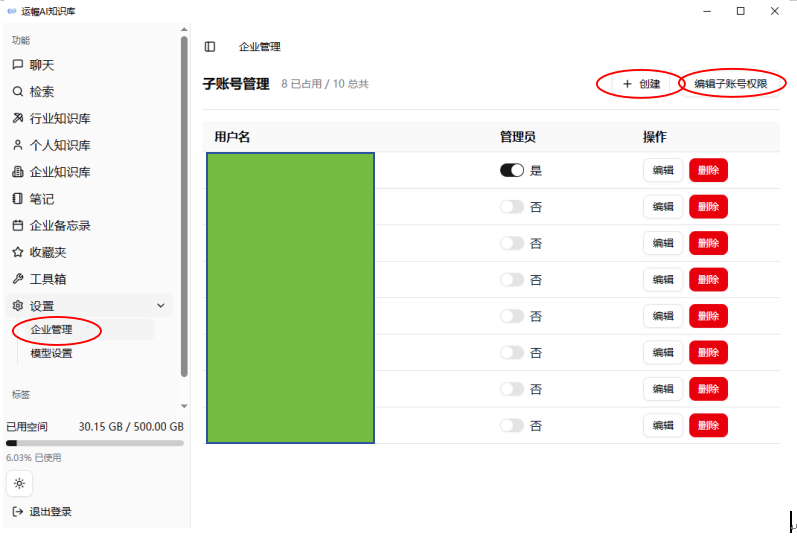 运幄AI知识库
功能
聊天
检索
行业知识库
个人知识库
企业知识库
笔记
企业备忘录
收藏夹
工具箱
设置
企业管理
模型设置
标签
已用空间 30.15 GB / 500.00 GB
6.03% 已使用
退出登录
企业管理
子账号管理 8 已占用 / 10 总共
+ 创建 编辑子账号权限
用户名 管理员 操作
是 编辑 删除
否 编辑 删除
否 编辑 删除
否 编辑 删除
否 编辑 删除
否 编辑 删除
否 编辑 删除
否 编辑 删除